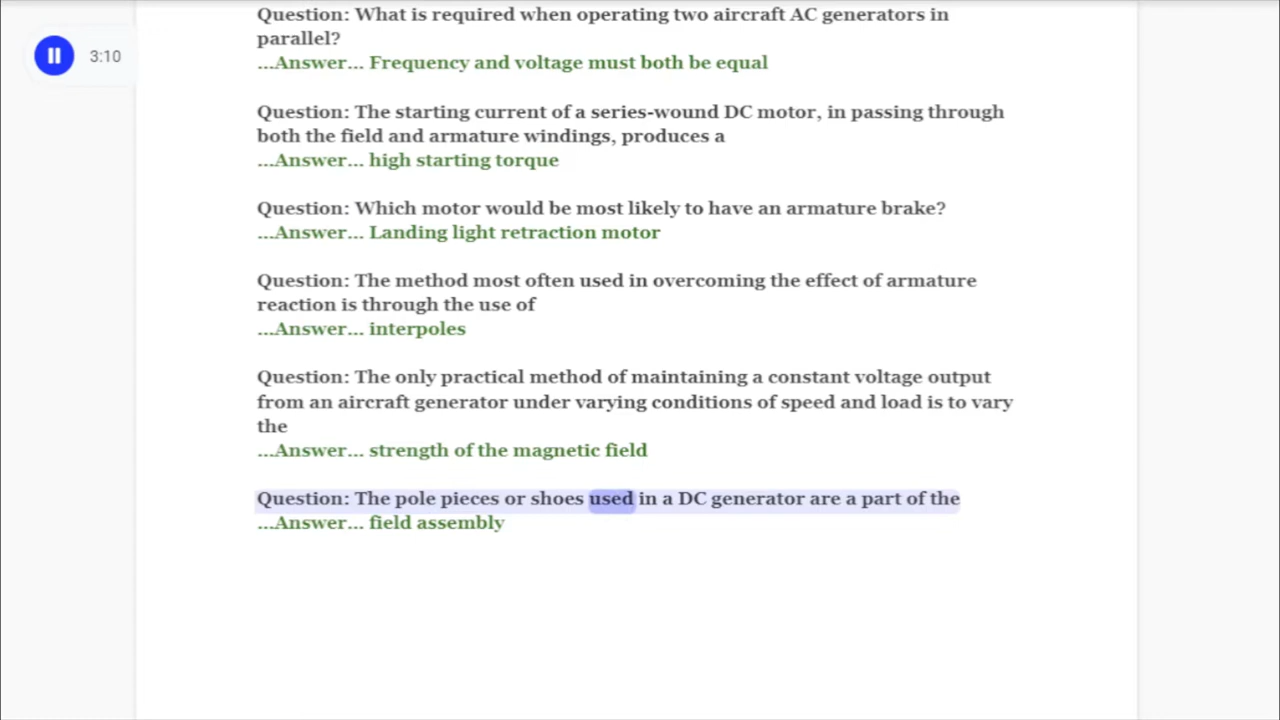 3:10
Question: What is required when operating two aircraft AC generators in
parallel?
...Answer... Frequency and voltage must both be equal
Question: The starting current of a series-wound DC motor, in passing through
both the field and armature windings, produces a
...Answer... high starting torque
Question: Which motor would be most likely to have an armature brake?
...Answer... Landing light retraction motor
Question: The method most often used in overcoming the effect of armature
reaction is through the use of
...Answer... interpoles
Question: The only practical method of maintaining a constant voltage output
from an aircraft generator under varying conditions of speed and load is to vary
the
...Answer... strength of the magnetic field
Question: The pole pieces or shoes used in a DC generator are a part of the
...Answer... field assembly